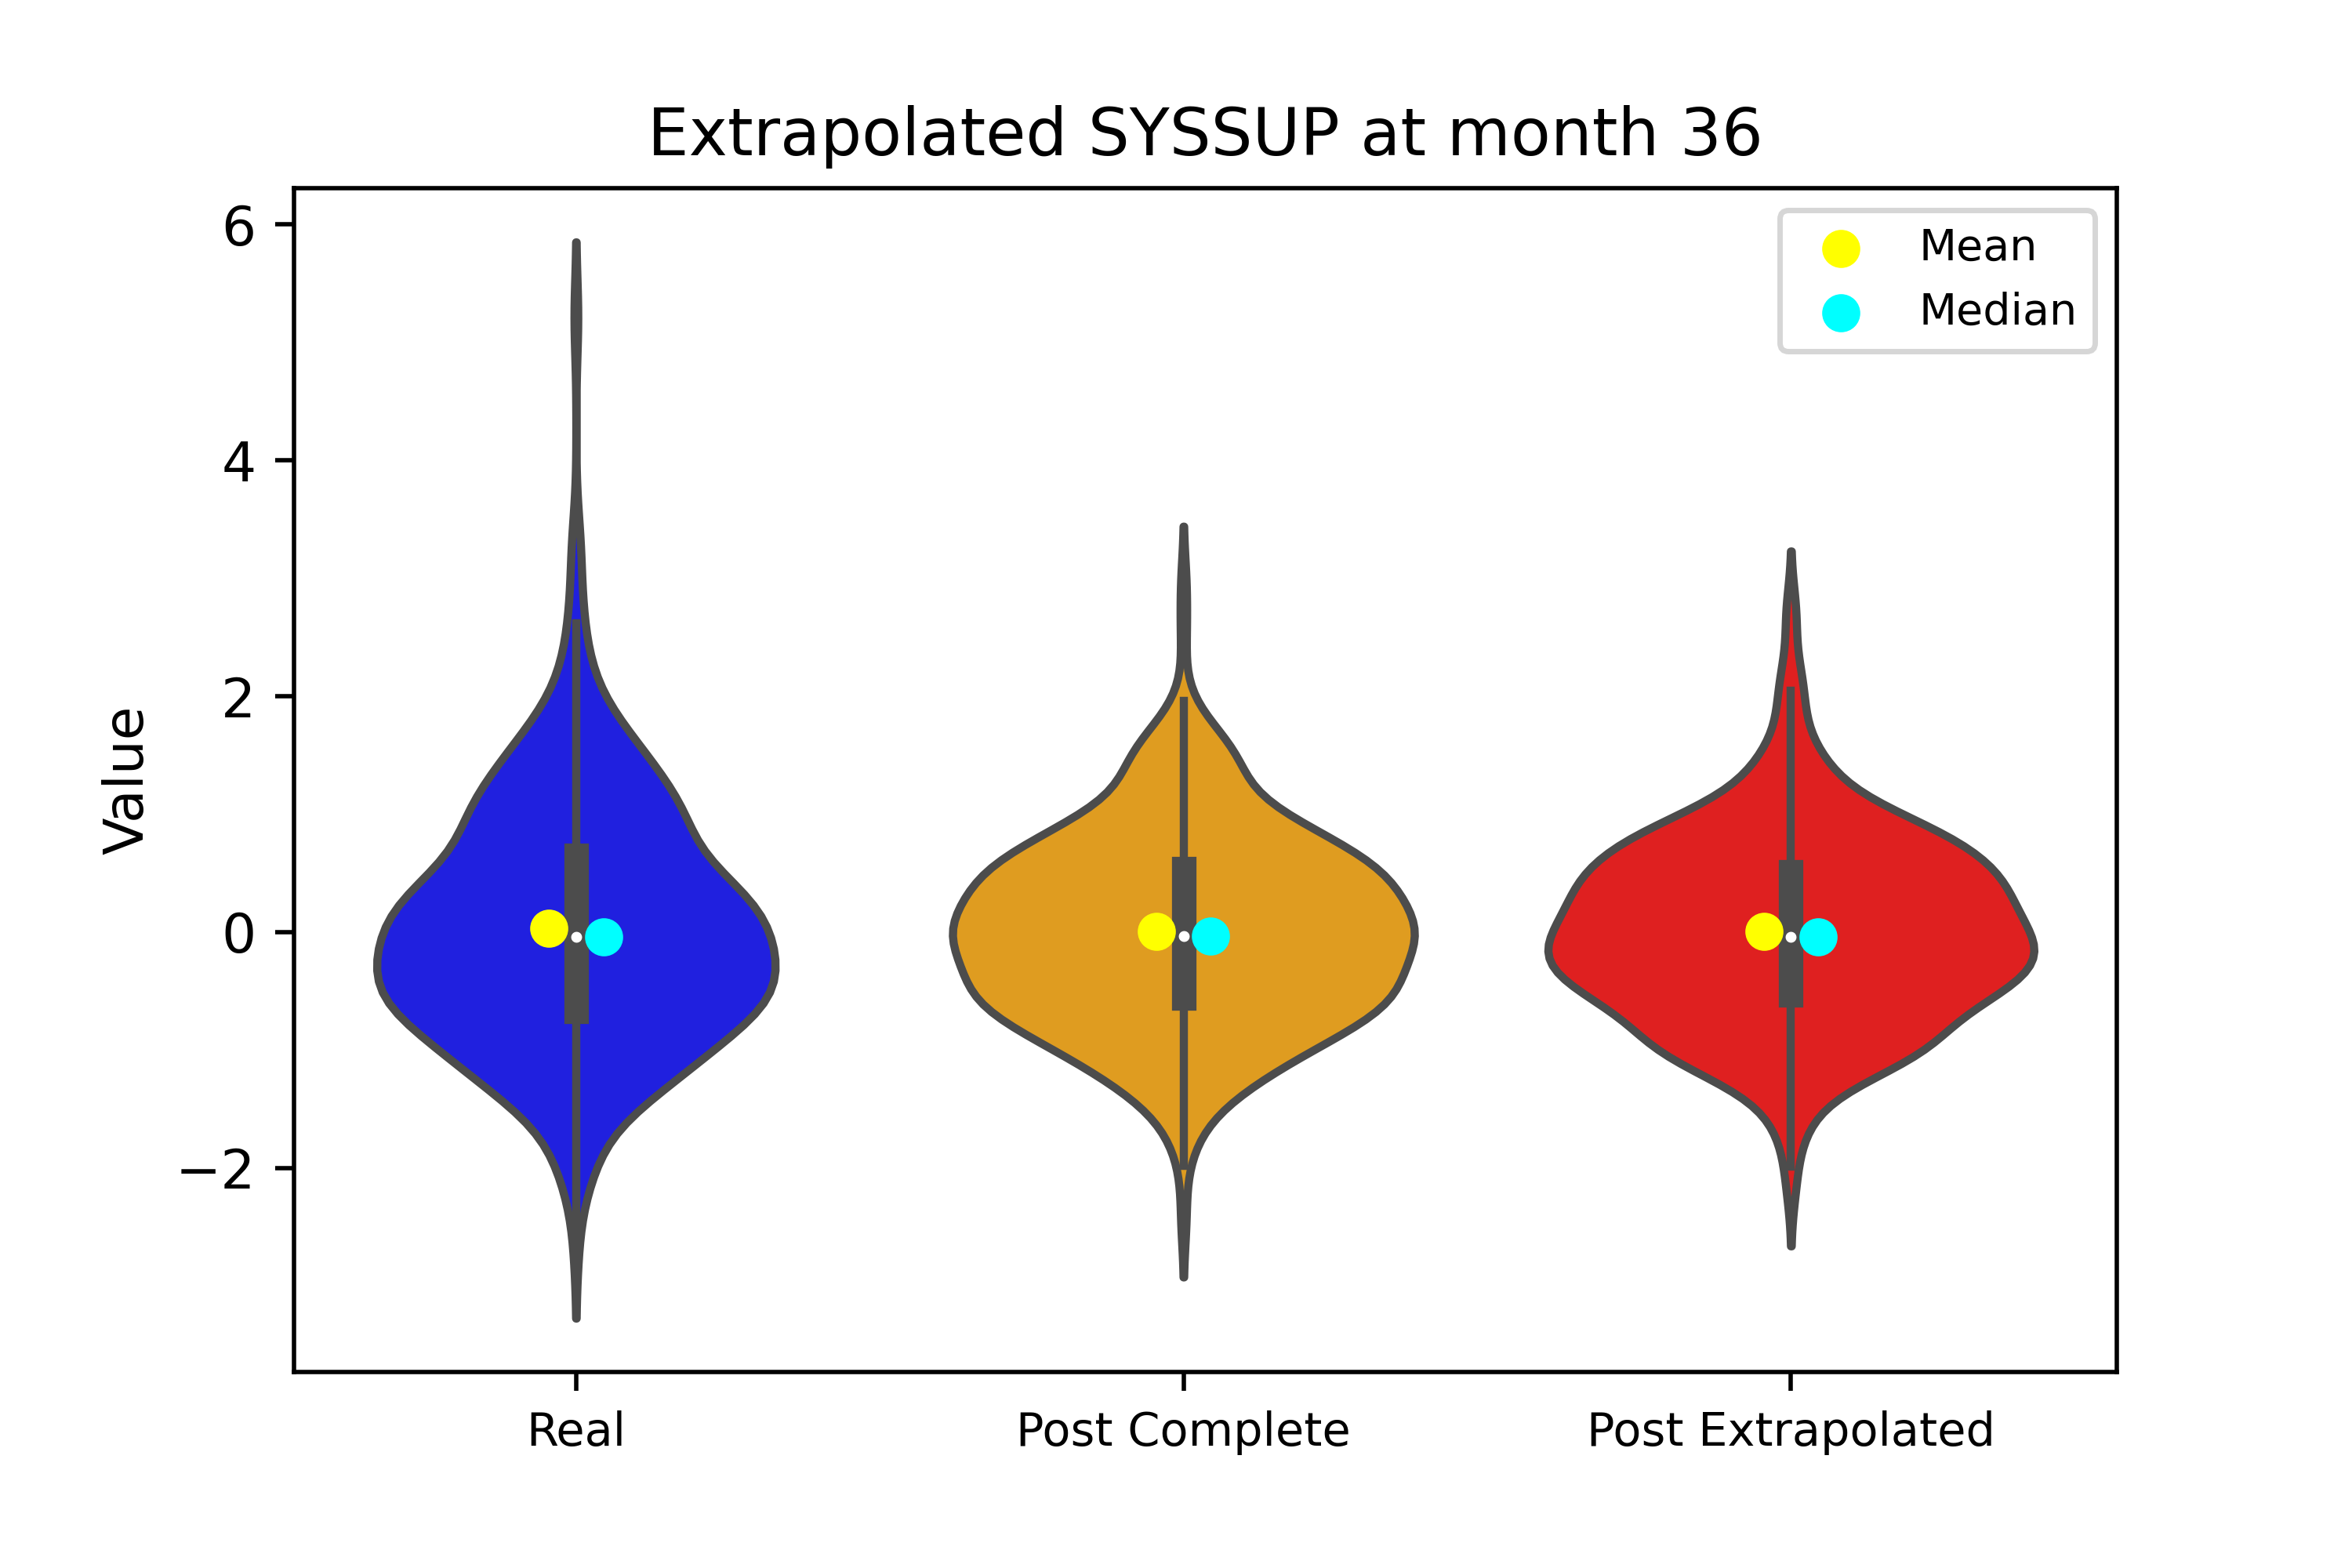 Extrapolated SYSSUP at month 36
Mean
Median
6
4
2
0
−2
Value
Real
Post Complete
Post Extrapolated